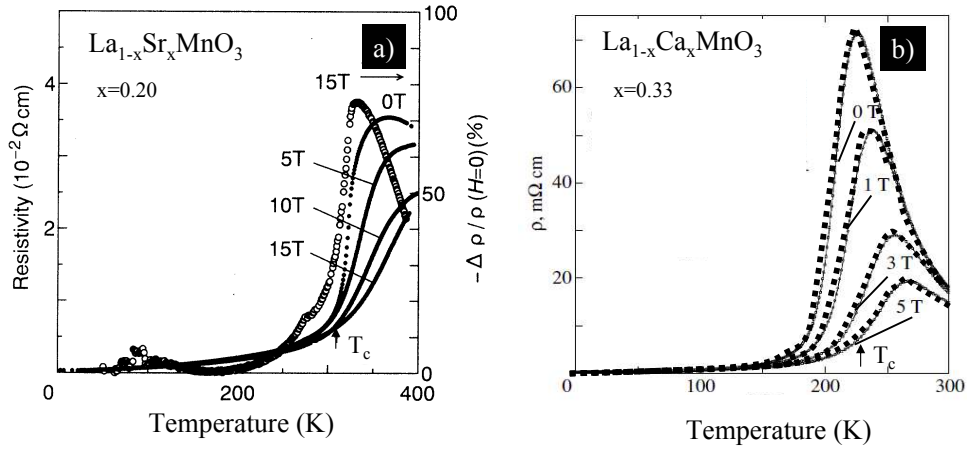 La1-xSrxMnO3
x=0.20
a)
15T
0T
5T
10T
15T
Tc
Resistivity (10-2 Ω cm)
4
2
0
0
200
400
Temperature (K)
100
50
0
-Δρ/ρ(H=0)(%)
La1-xCaxMnO3
x=0.33
b)
0 T
1 T
3 T
5 T
Tc
ρ, mΩ cm
60
40
20
0
100
200
300
Temperature (K)